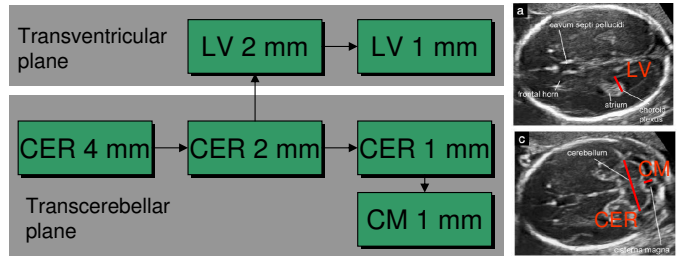 Transventricular
plane
LV 2 mm
LV 1 mm
CER 4 mm
CER 2 mm
CER 1 mm
CM 1 mm
Transcerebellar
plane
a
cavum septi pellucidi
LV
frontal horn
atrium
choroid
plexus
c
cerebellum
CM
CER
cisterna magna